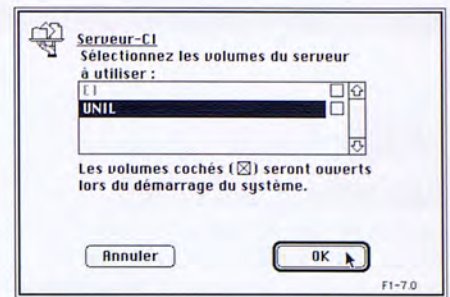 Serveur-CI
Sélectionnez les volumes du serveur
à utiliser :
CI
UNIL
Les volumes cochés (☒) seront ouverts
lors du démarrage du système.
Annuler
OK
F1-7.0